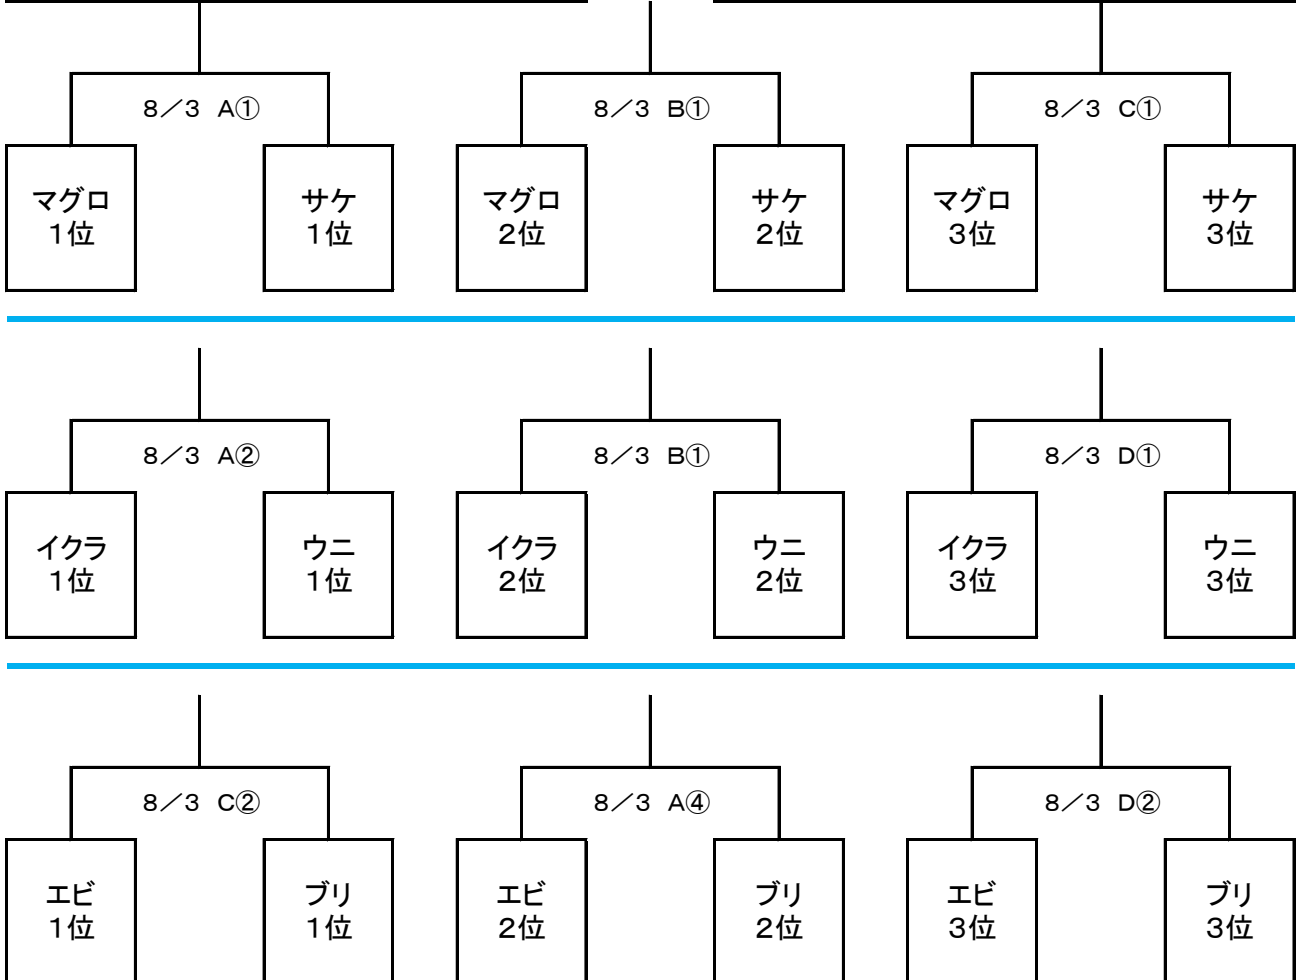 ８／３　Ａ①
８／３　Ｂ①
８／３　Ｃ①
マグロ
１位
サケ
１位
マグロ
２位
サケ
２位
マグロ
３位
サケ
３位
８／３　Ａ②
８／３　Ｂ①
８／３　Ｄ①
イクラ
１位
ウニ
１位
イクラ
２位
ウニ
２位
イクラ
３位
ウニ
３位
８／３　Ｃ②
８／３　Ａ④
８／３　Ｄ②
エビ
１位
ブリ
１位
エビ
２位
ブリ
２位
エビ
３位
ブリ
３位